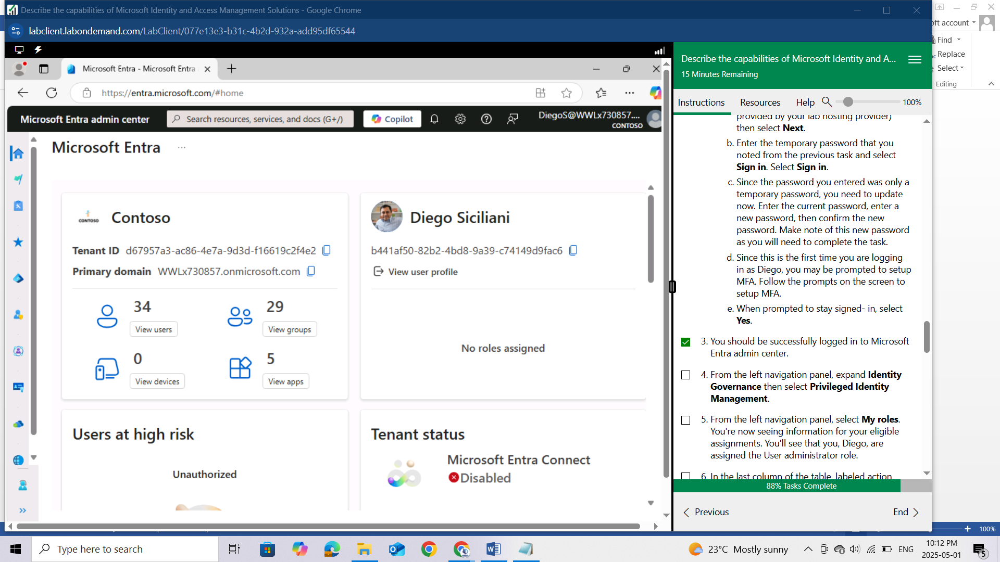 Describe the capabilities of Microsoft Identity and Access Management Solutions - Google Chrome
labclient.labondemand.com/LabClient/077e13e3-b31c-4b2d-932a-add95df65544
Microsoft Entra - Microsoft Entra
https://entra.microsoft.com/#home
Microsoft Entra admin center
Search resources, services, and docs (G+/)
Copilot
DiegoS@WWLx730857....
CONTOSO
Microsoft Entra
...
CONTOSO
Contoso
Tenant ID d67957a3-ac86-4e7a-9d3d-f16619c2f4e2
Primary domain WWLx730857.onmicrosoft.com
34
View users
29
View groups
0
View devices
5
View apps
Diego Siciliani
b441af50-82b2-4bd8-9a39-c74149d9fac6
View user profile
No roles assigned
Users at high risk
Unauthorized
Tenant status
Microsoft Entra Connect
Disabled
Describe the capabilities of Microsoft Identity and A...
15 Minutes Remaining
Instructions
Resources
Help
100%
provided by your lab hosting provider)
then select Next.
b. Enter the temporary password that you
noted from the previous task and select
Sign in. Select Sign in.
c. Since the password you entered was only a
temporary password, you need to update
now. Enter the current password, enter a
new password, then confirm the new
password. Make note of this new password
as you will need to complete the task.
d. Since this is the first time you are logging
in as Diego, you may be prompted to setup
MFA. Follow the prompts on the screen to
setup MFA.
e. When prompted to stay signed- in, select
Yes.
3. You should be successfully logged in to Microsoft
Entra admin center.
4. From the left navigation panel, expand Identity
Governance then select Privileged Identity
Management.
5. From the left navigation panel, select My roles.
You're now seeing information for your eligible
assignments. You'll see that you, Diego, are
assigned the User administrator role.
6. In the last column of the table, labeled action,
88% Tasks Complete
Previous
End
oft account
Find
Replace
Select
Editing
100%
Type here to search
23°C Mostly sunny
ENG
10:12 PM
2025-05-01
5